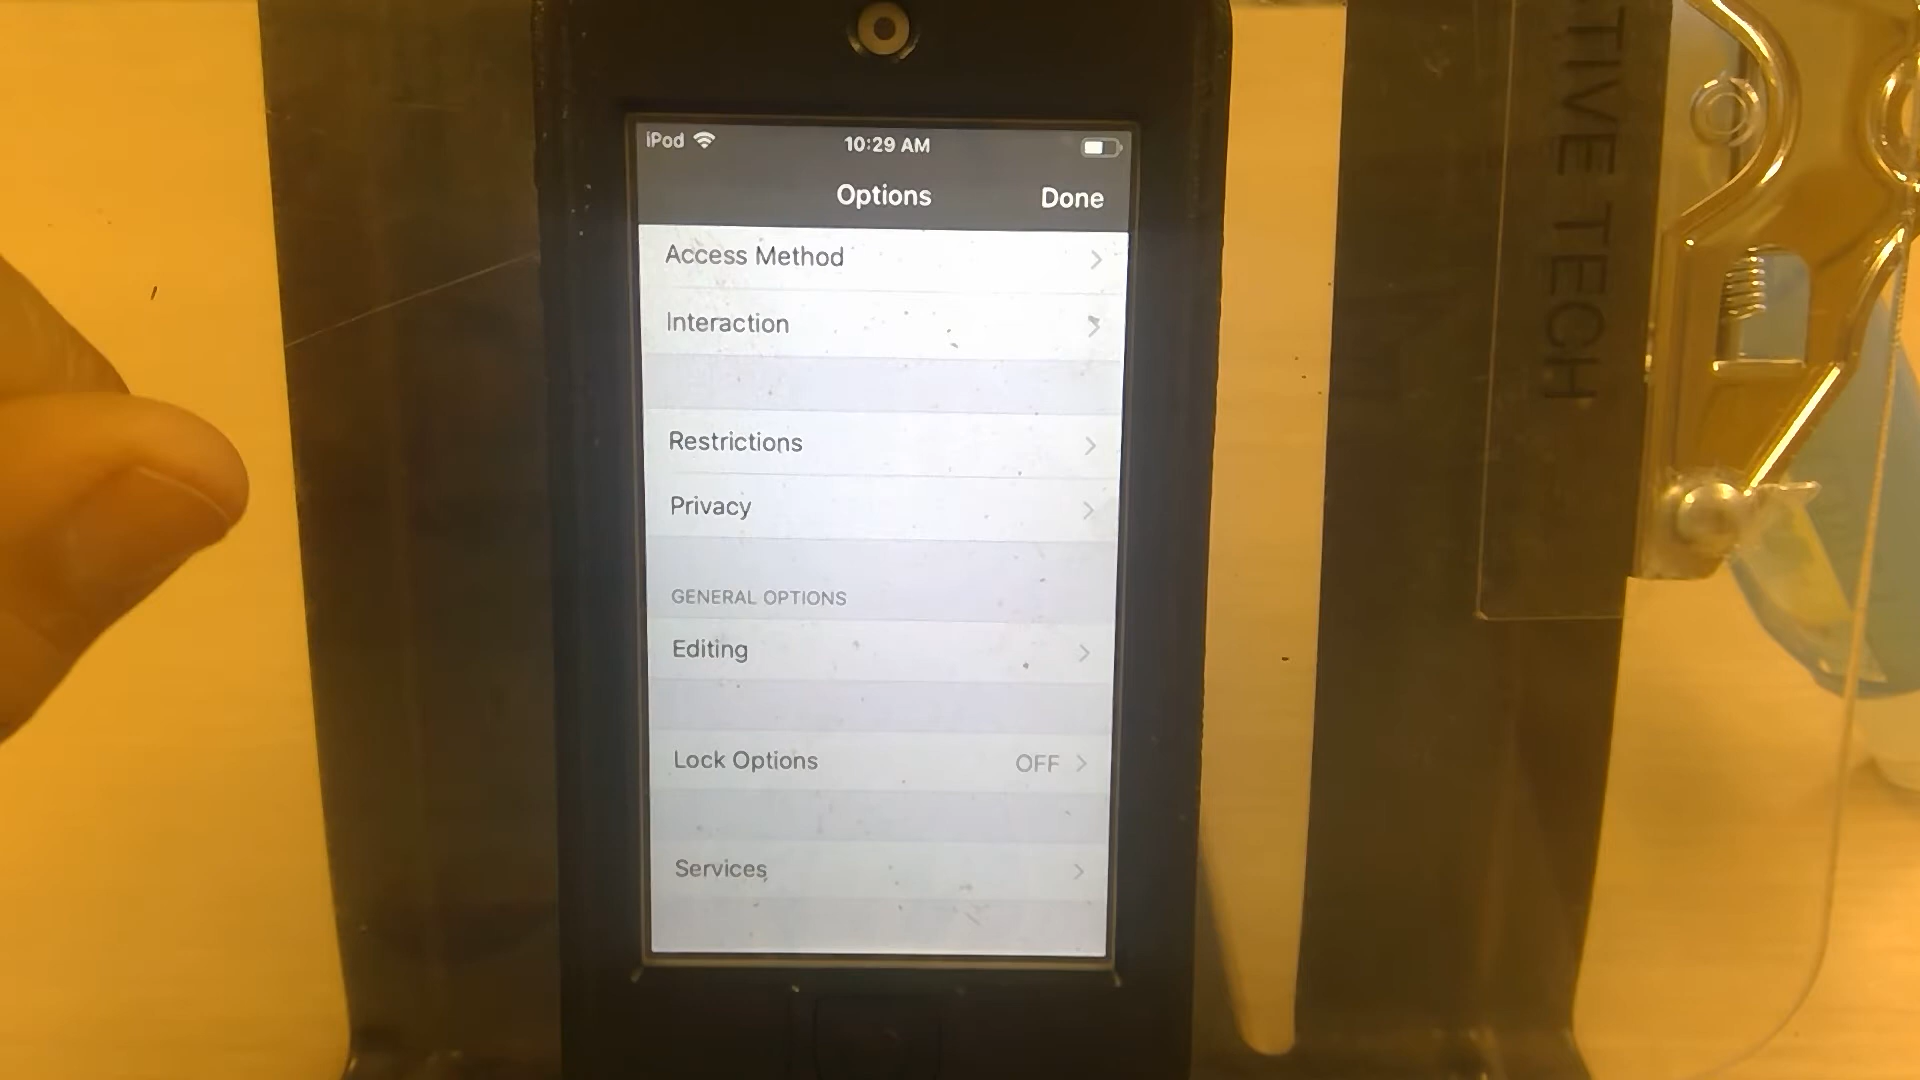 iPod
10:29 AM
Options
Done
Access Method
Interaction
Restrictions
Privacy
GENERAL OPTIONS
Editing
Lock Options
OFF
Services
TIVE TECH